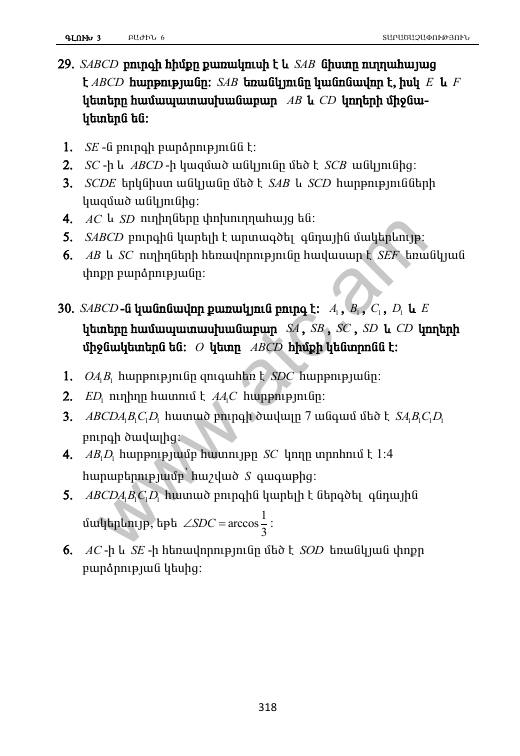 ԳԼՈՒԽ 3 ԲԱԺԻՆ 6 ՏԱՐԱԾԱՉԱՓՈՒԹՅՈՒՆ
29. SABCD բուրգի հիմքը քառակուսի է և SAB նիստը ուղղահայաց
է ABCD հարթությանը: SAB եռանկյունը կանոնավոր է, իսկ E և F
կետերը համապատասխանաբար AB և CD կողերի միջնա-
կետերն են:
1. SE -ն բուրգի բարձրությունն է:
2. SC -ի և ABCD -ի կազմած անկյունը մեծ է SCB անկյունից:
3. SCDE երկնիստ անկյանը մեծ է SAB և SCD հարթությունների
կազմած անկյունից:
4. AC և SD ուղիղները փոխուղղահայց են:
5. SABCD բուրգին կարելի է արտագծել գնդային մակերևույթ:
6. AB և SC ուղիղների հեռավորությունը հավասար է SEF եռանկյան
փոքր բարձրությանը:
30. SABCD-ն կանոնավոր քառակյուն բուրգ է: A₁ , B₁ , C₁ , D₁ և E
կետերը համապատասխանաբար SA , SB , SC , SD և CD կողերի
միջնակետերն են: O կետը ABCD հիմքի կենտրոնն է:
1. OA₁B₁ հարթությունը զուգահեռ է SDC հարթությանը:
2. ED₁ ուղիղը հատում է AA₁C հարթությունը:
3. ABCDA₁B₁C₁D₁ հատած բուրգի ծավալը 7 անգամ մեծ է SA₁B₁C₁D₁
բուրգի ծավալից:
4. AB₁D₁ հարթությամբ հատույթը SC կողը տրոհում է 1:4
հարաբերությամբ՝ հաշված S գագաթից:
5. ABCDA₁B₁C₁D₁ հատած բուրգին կարելի է ներգծել գնդային
մակերևույթ, եթե ∠SDC = arccos 1/3 :
6. AC -ի և SE -ի հեռավորությունը մեծ է SOD եռանկյան փոքր
բարձրության կեսից:
www.atc.am
318